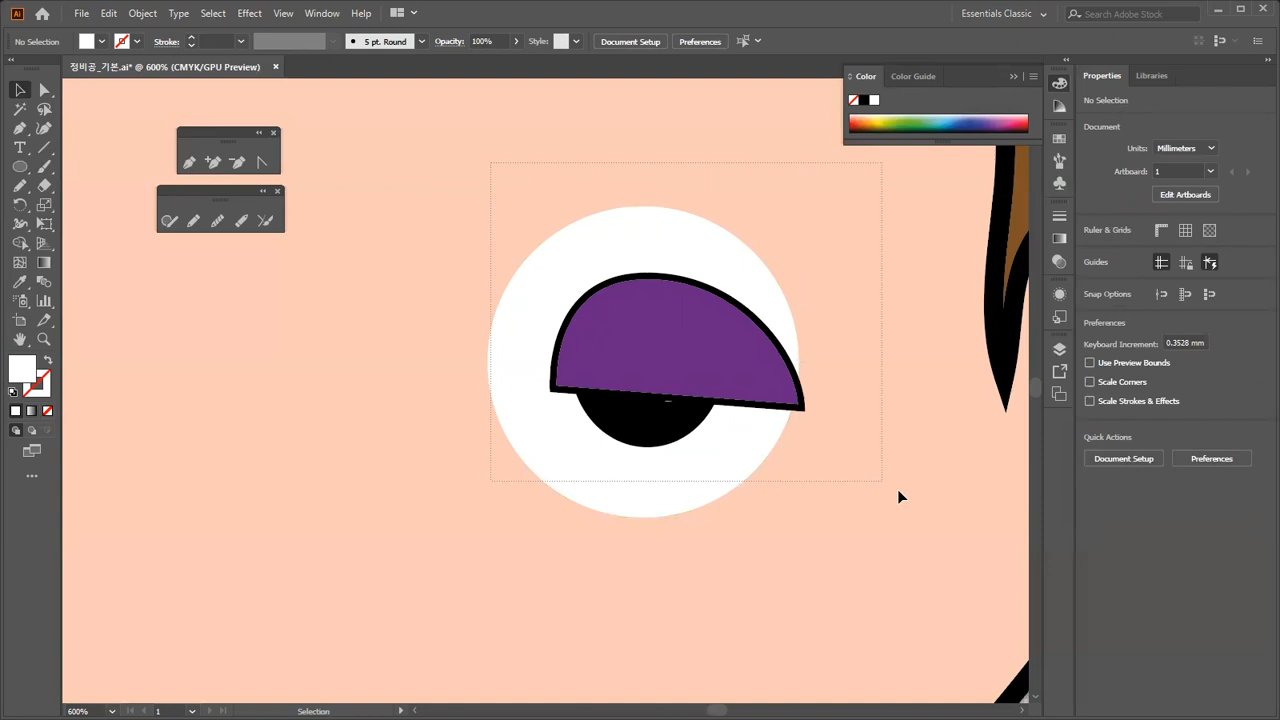 Ai File Edit Object Type Select Effect View Window Help Essentials Classic Search Adobe Stock
No Selection Stroke: 5 pt. Round Opacity: 100% Style: Document Setup Preferences
정비공_기본.ai* @ 600% (CMYK/GPU Preview)
Color Color Guide
Properties Libraries
No Selection
Document
Units: Millimeters
Artboard: 1
Edit Artboards
Ruler & Grids
Guides
Snap Options
Preferences
Keyboard Increment: 0.3528 mm
Use Preview Bounds
Scale Corners
Scale Strokes & Effects
Quick Actions
Document Setup Preferences
600% 1 Selection